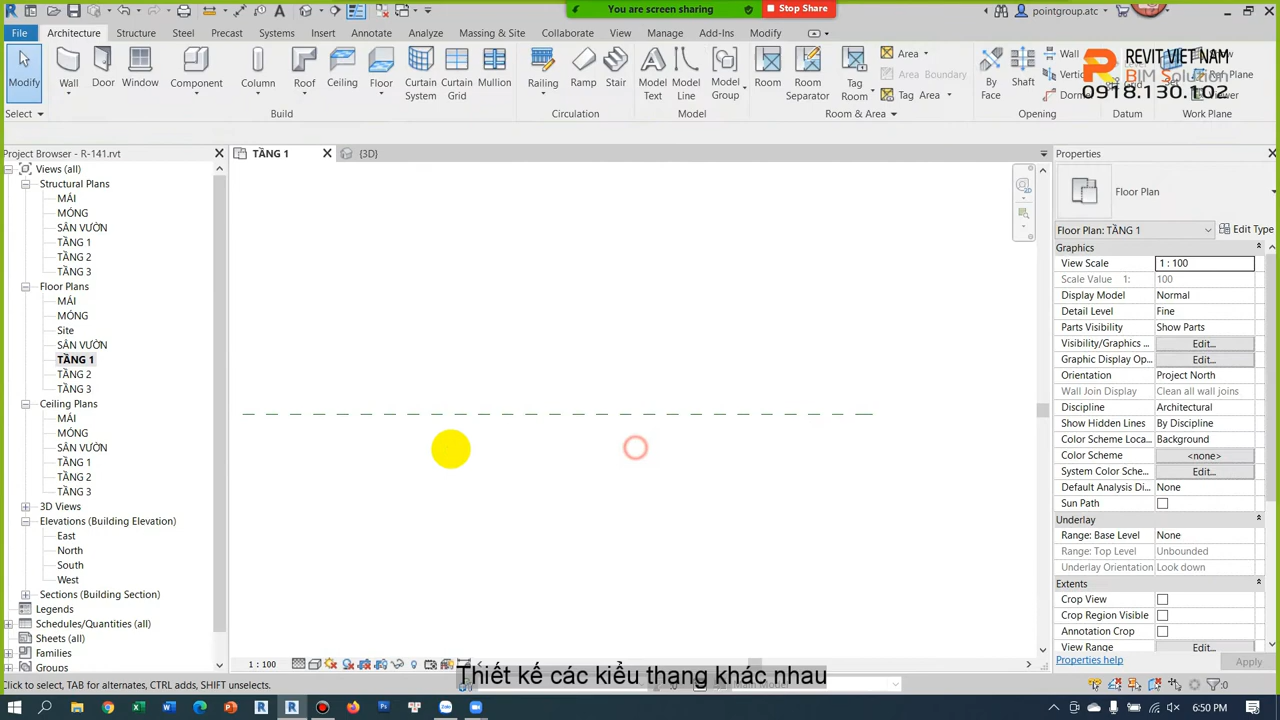 You are screen sharing
Stop Share
pointgroup.atc
File Architecture Structure Steel Precast Systems Insert Annotate Analyze Massing & Site Collaborate View Manage Add-Ins Modify
Modify Wall Door Window Component Column Roof Ceiling Floor Curtain System Curtain Grid Mullion Railing Ramp Stair Model Text Model Line Model Group Room Room Separator Tag Room
Area
Area Boundary
Tag Area
By Face Shaft
Wall
REVIT VIET NAM
BIM Solution
0918.130.102
Select Build Circulation Model Room & Area Opening Datum Work Plane
Project Browser - R-141.rvt
TẦNG 1
{3D}
Properties
Views (all)
Structural Plans
MÁI
MÓNG
SÂN VƯỜN
TẦNG 1
TẦNG 2
TẦNG 3
Floor Plans
MÁI
MÓNG
Site
SÂN VƯỜN
TẦNG 1
TẦNG 2
TẦNG 3
Ceiling Plans
MÁI
MÓNG
SÂN VƯỜN
TẦNG 1
TẦNG 2
TẦNG 3
3D Views
Elevations (Building Elevation)
East
North
South
West
Sections (Building Section)
Legends
Schedules/Quantities (all)
Sheets (all)
Families
Groups
Floor Plan
Floor Plan: TẦNG 1
Edit Type
Graphics
View Scale 1 : 100
Scale Value 1: 100
Display Model Normal
Detail Level Fine
Parts Visibility Show Parts
Visibility/Graphics ... Edit...
Graphic Display Op... Edit...
Orientation Project North
Wall Join Display Clean all wall joins
Discipline Architectural
Show Hidden Lines By Discipline
Color Scheme Loca... Background
Color Scheme <none>
System Color Sche... Edit...
Default Analysis Di... None
Sun Path
Underlay
Range: Base Level None
Range: Top Level Unbounded
Underlay Orientation Look down
Extents
Crop View
Crop Region Visible
Annotation Crop
View Range Edit...
Properties help
Apply
1 : 100
Thiết kế các kiểu thang khác nhau
Click to select, TAB for alternates, CTRL adds, SHIFT unselects.
Main Model
:0
6:50 PM